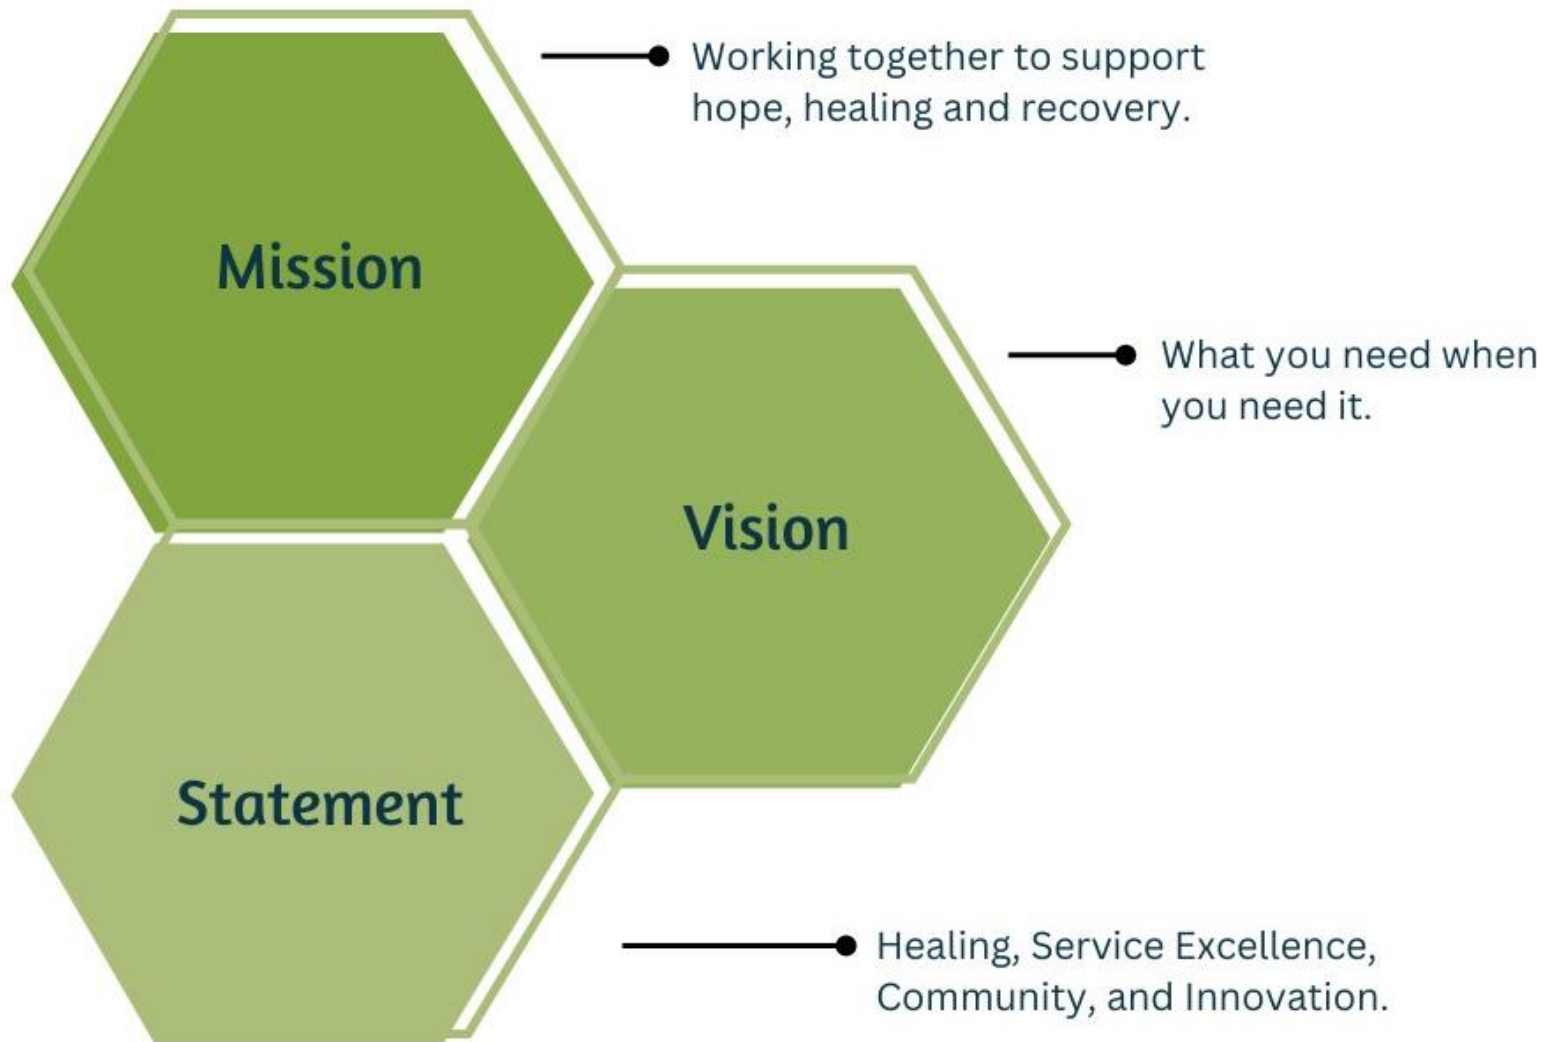 Working together to support
hope, healing and recovery.
Mission
What you need when
you need it.
Vision
Statement
Healing, Service Excellence,
Community, and Innovation.